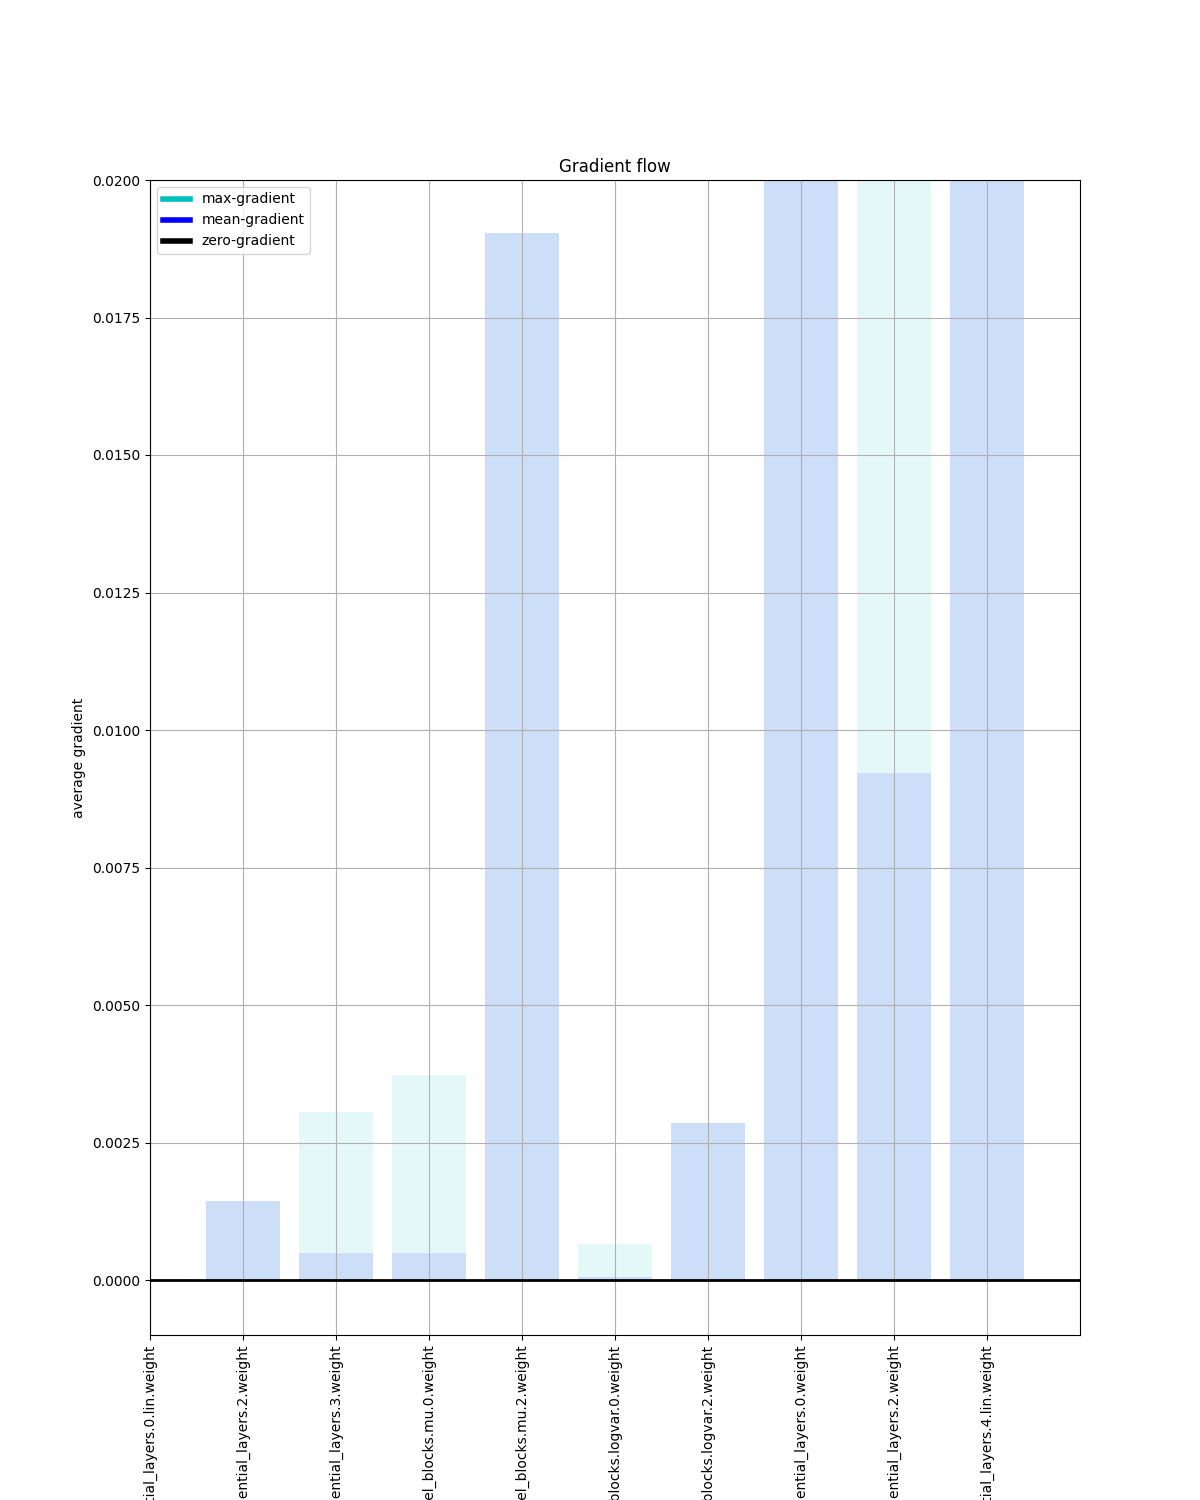 Gradient flow
max-gradient
mean-gradient
zero-gradient
0.0200
0.0175
0.0150
0.0125
0.0100
0.0075
0.0050
0.0025
0.0000
average gradient
tial_layers.0.lin.weight
ential_layers.2.weight
ential_layers.3.weight
el_blocks.mu.0.weight
el_blocks.mu.2.weight
blocks.logvar.0.weight
blocks.logvar.2.weight
ential_layers.0.weight
ential_layers.2.weight
tial_layers.4.lin.weight